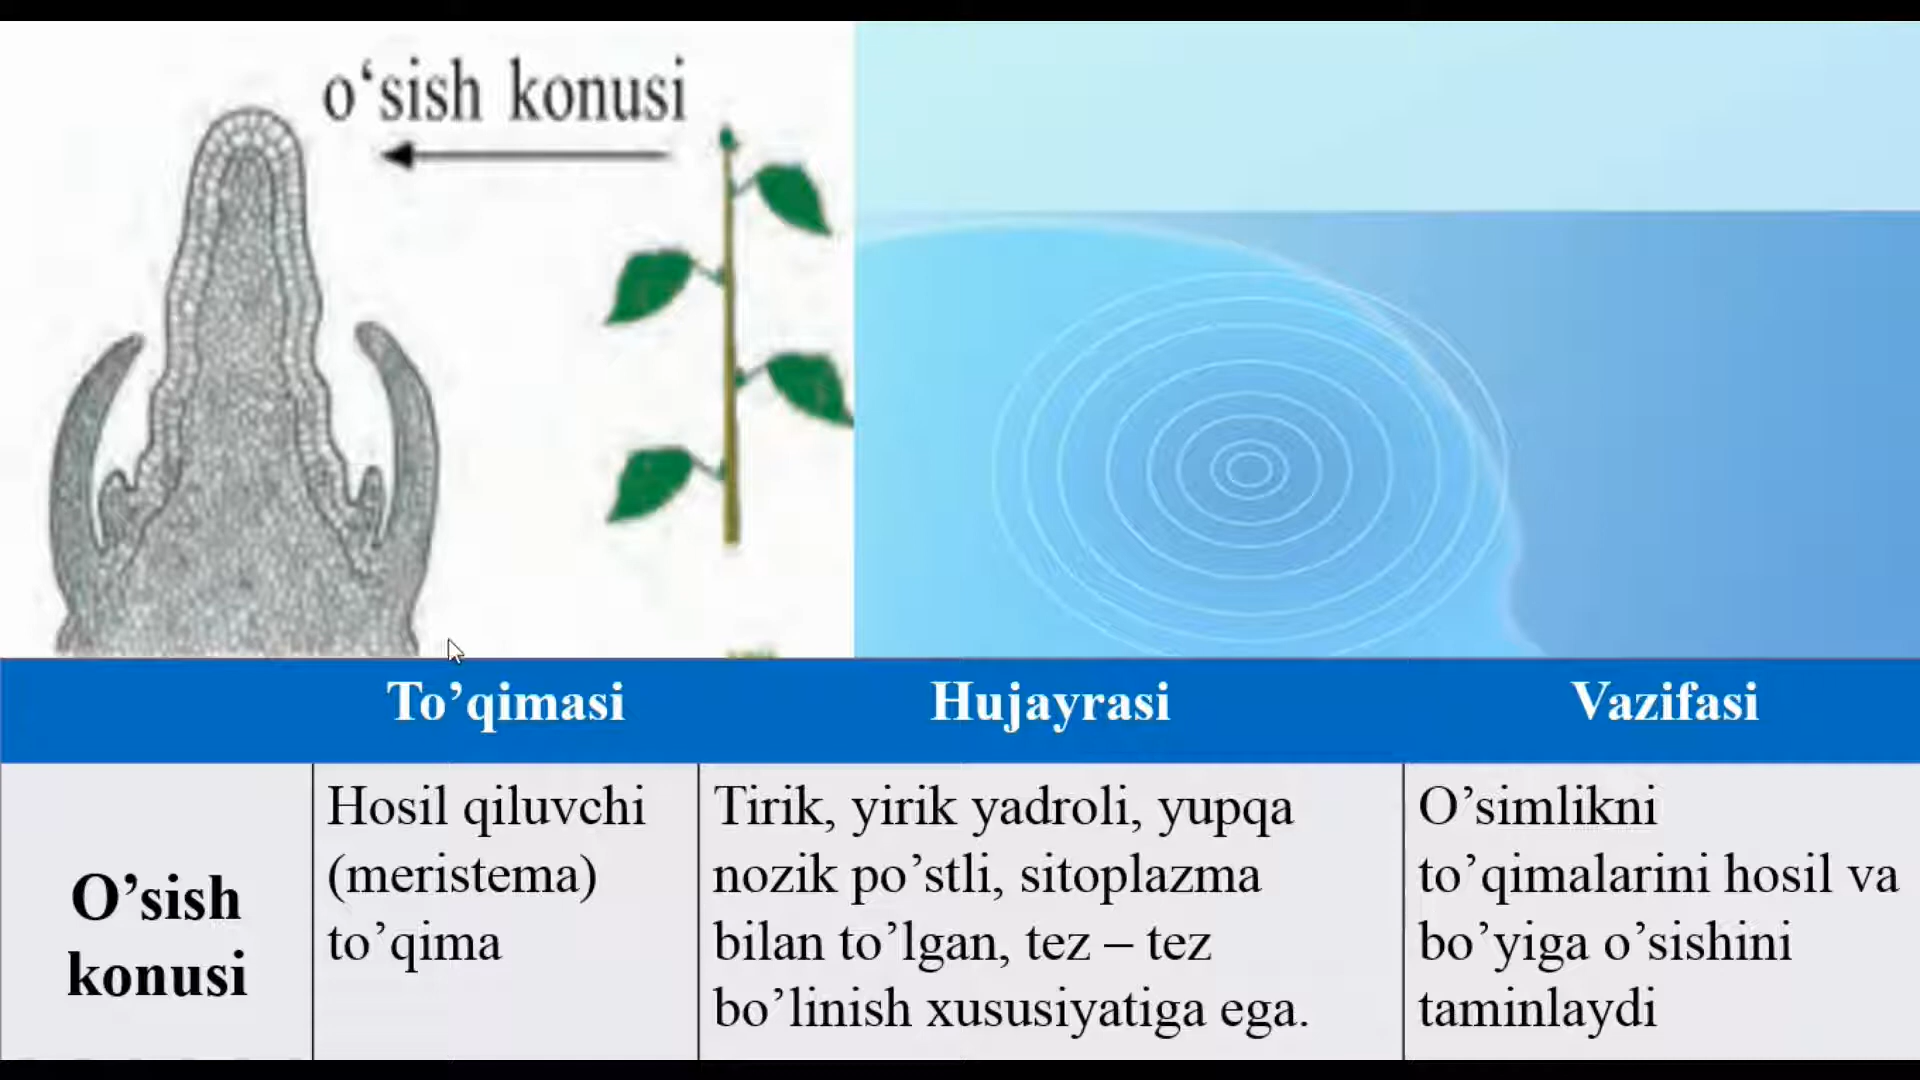 o‘sish konusi
To’qimasi
Hujayrasi
Vazifasi
O’sish
konusi
Hosil qiluvchi
(meristema)
to’qima
Tirik, yirik yadroli, yupqa
nozik po’stli, sitoplazma
bilan to’lgan, tez – tez
bo’linish xususiyatiga ega.
O’simlikni
to’qimalarini hosil va
bo’yiga o’sishini
taminlaydi